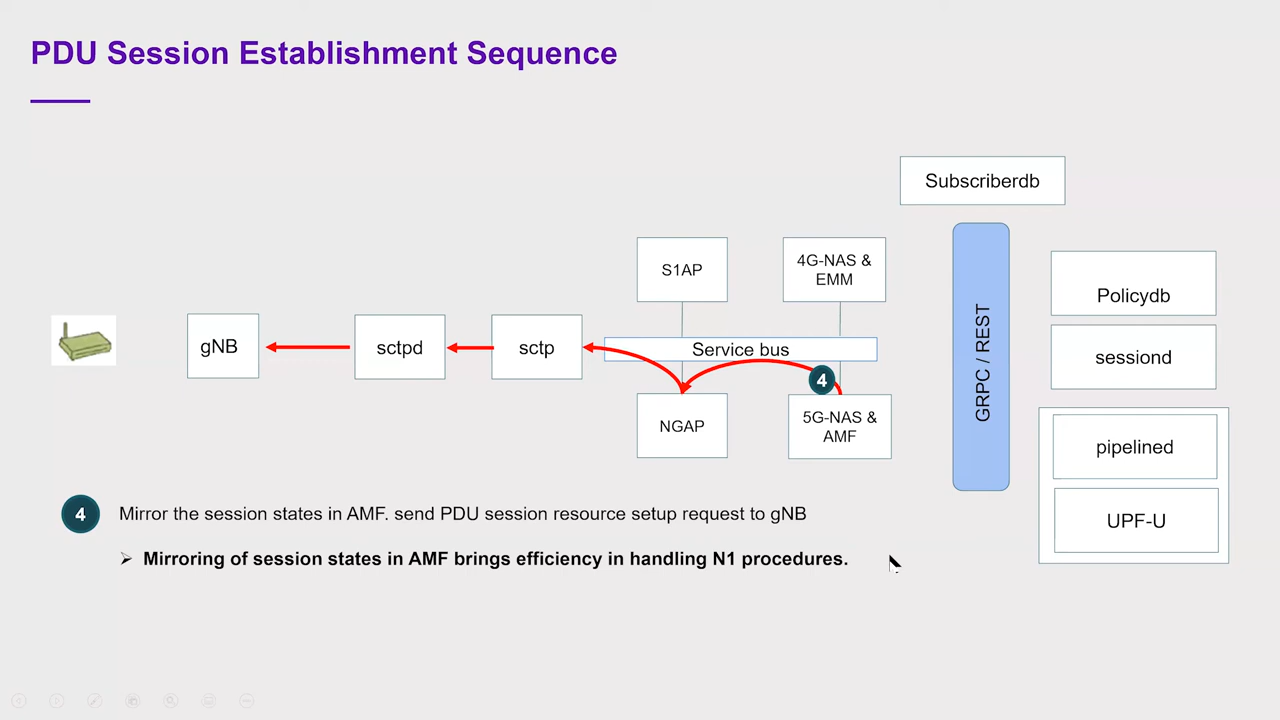 PDU Session Establishment Sequence
Subscriberdb
S1AP
4G-NAS &
EMM
GRPC / REST
Policydb
gNB
sctpd
sctp
Service bus
sessiond
4
NGAP
5G-NAS &
AMF
pipelined
UPF-U
4
Mirror the session states in AMF. send PDU session resource setup request to gNB
➢ Mirroring of session states in AMF brings efficiency in handling N1 procedures.